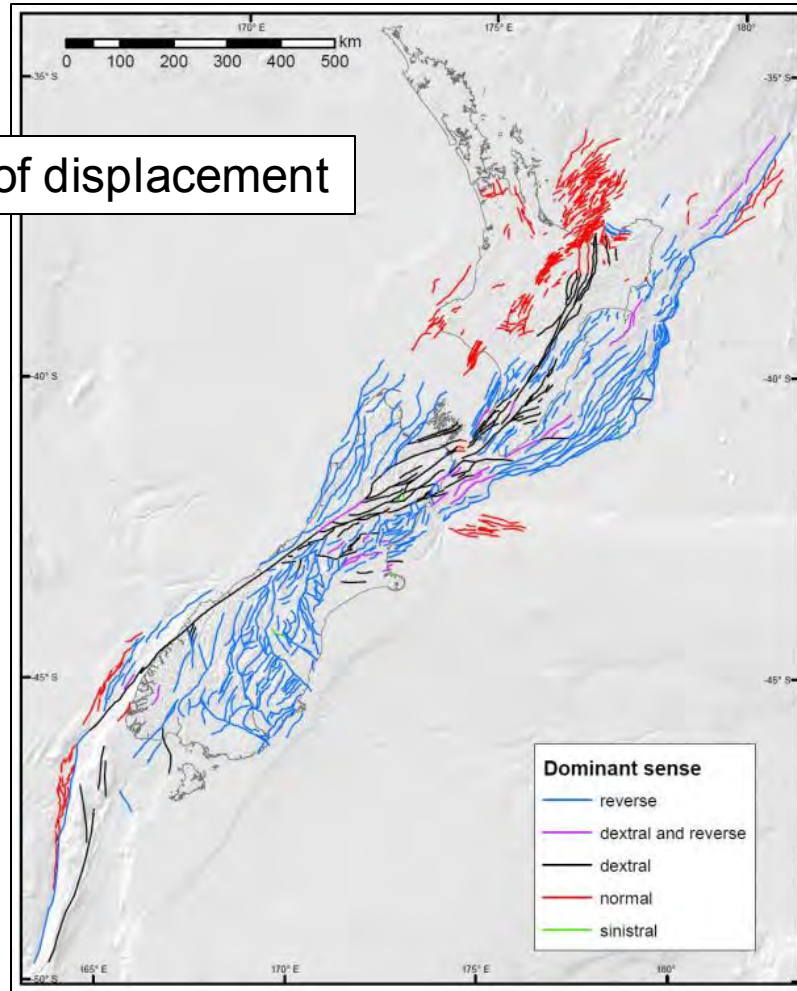 170° E 175° E 180°
km
0 100 200 300 400 500
-35° S -35° S
of displacement
-40° S -40° S
-45° S -45° S
Dominant sense
reverse
dextral and reverse
dextral
normal
sinistral
-50° S
165° E 170° E 175° E 180°